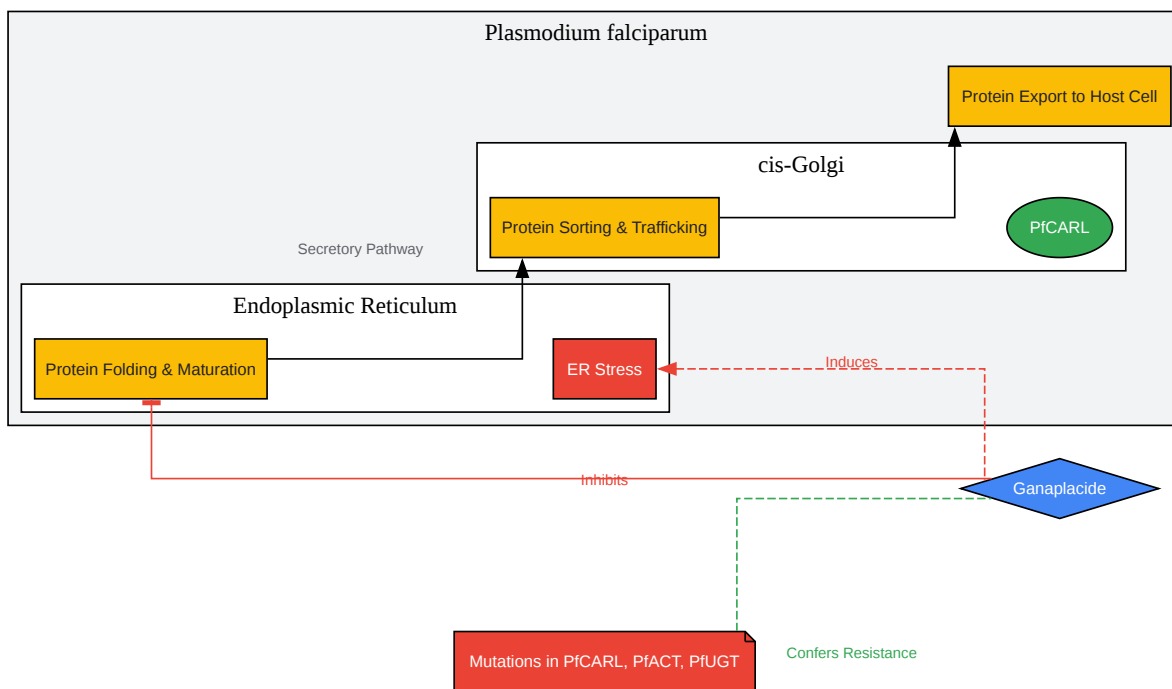 Plasmodium falciparum
Protein Export to Host Cell
cis-Golgi
Protein Sorting & Trafficking
PfCARL
Secretory Pathway
Endoplasmic Reticulum
Protein Folding & Maturation
ER Stress
Induces
Inhibits
Ganaplacide
Mutations in PfCARL, PfACT, PfUGT
Confers Resistance